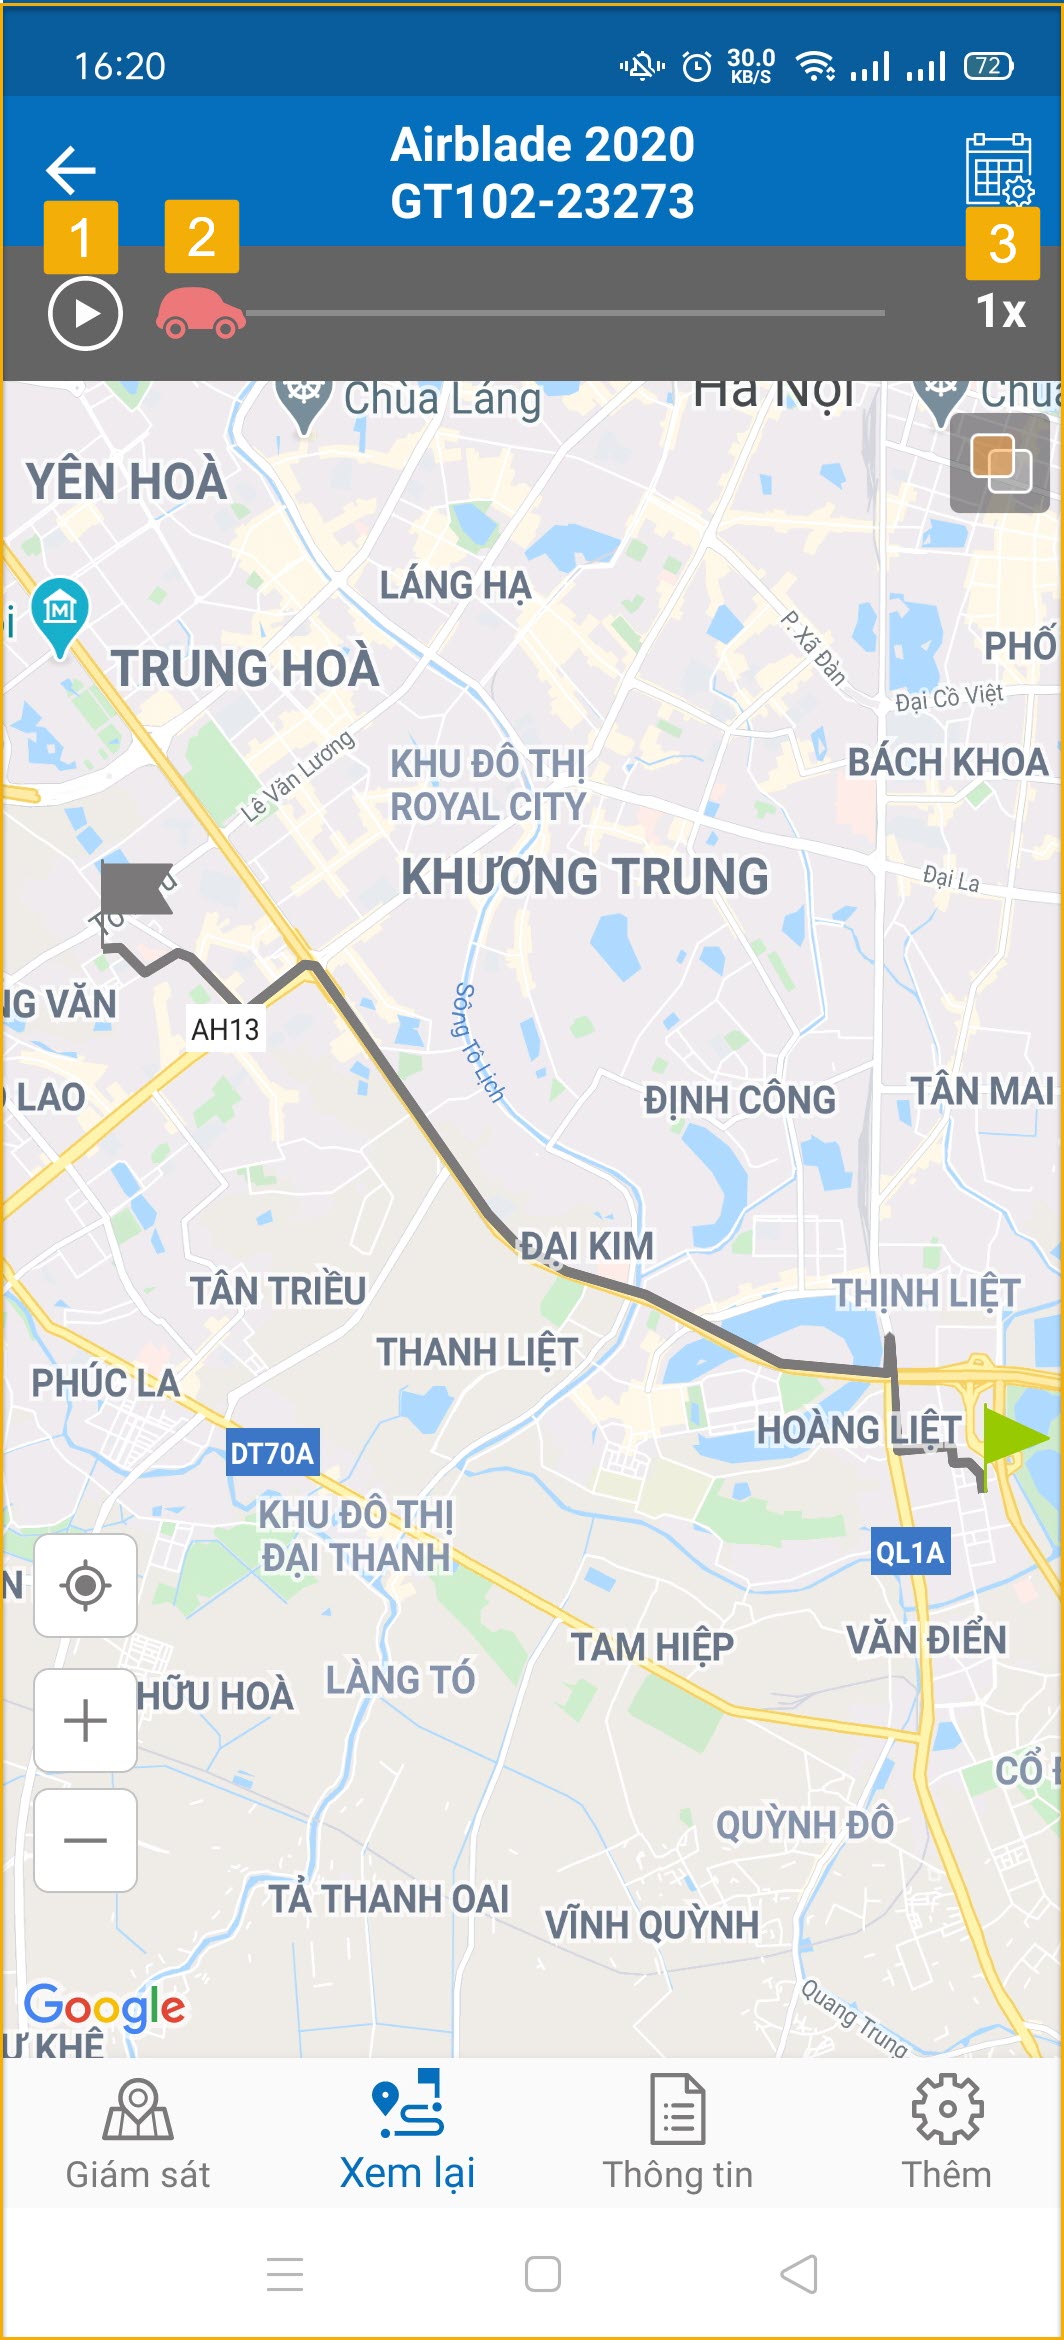 16:20
30.0
KB/S
72
Airblade 2020
GT102-23273
1
2
3
1x
Chùa Láng
Hà Nội
YÊN HOÀ
LÁNG HẠ
M
TRUNG HOÀ
P. Xã Đàn
PHỐ
Đại Cồ Việt
Lê Văn Lương
KHU ĐÔ THỊ
ROYAL CITY
BÁCH KHOA
KHƯƠNG TRUNG
Đại La
NG VĂN
AH13
Sông Tô Lịch
LAO
ĐỊNH CÔNG
TÂN MAI
ĐẠI KIM
TÂN TRIỀU
THỊNH LIỆT
THANH LIỆT
PHÚC LA
HOÀNG LIỆT
DT70A
KHU ĐÔ THỊ
ĐẠI THANH
QL1A
N
TAM HIỆP
VĂN ĐIỂN
LÀNG TÓ
HỮU HOÀ
CỔ
QUỲNH ĐÔ
TẢ THANH OAI
VĨNH QUỲNH
Quang Trung
Google
Ư KHÊ
Giám sát
Xem lại
Thông tin
Thêm